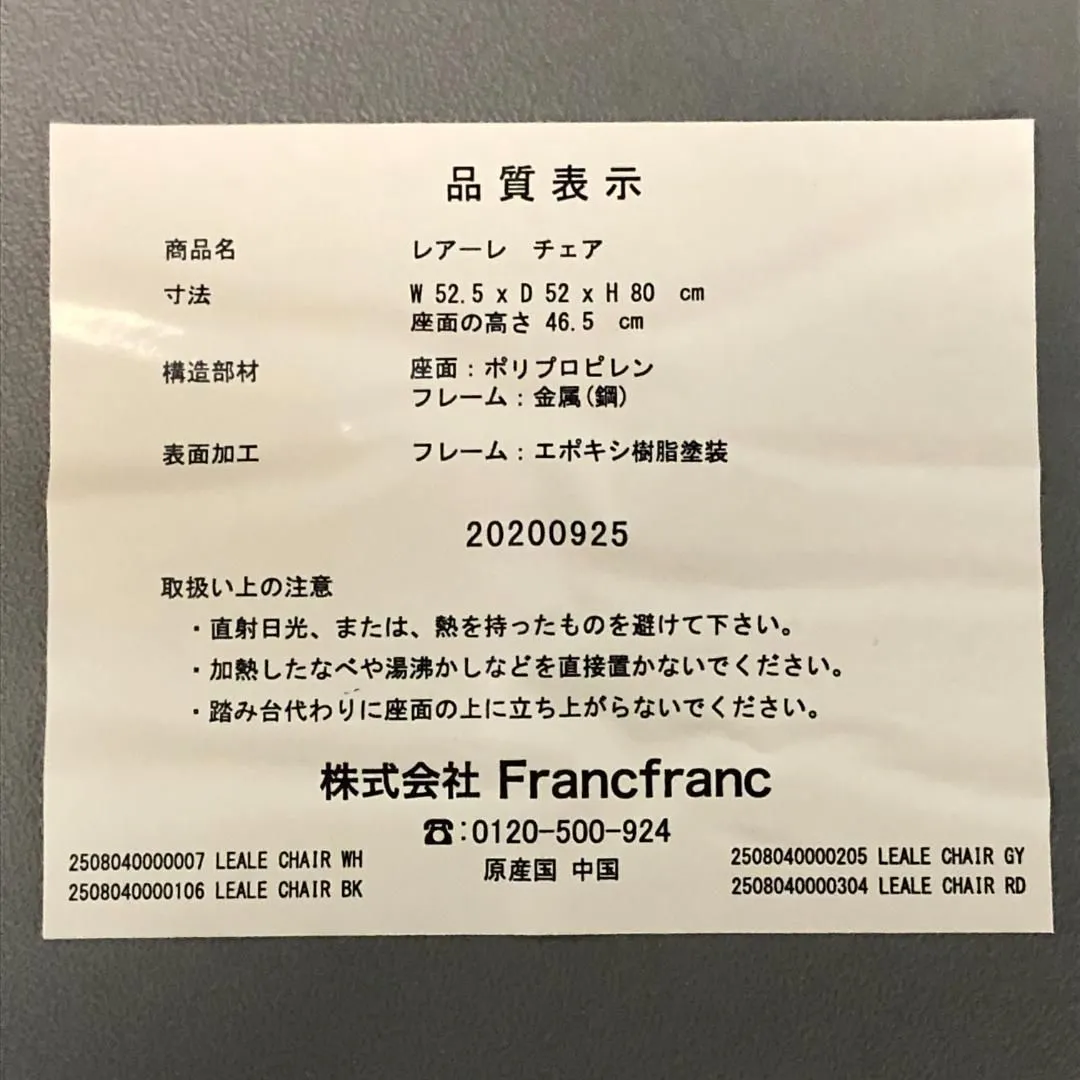 品質表示
商品名 レアーレ チェア
寸法 W 52.5 x D 52 x H 80 cm
座面の高さ 46.5 cm
構造部材 座面：ポリプロピレン
フレーム：金属(鋼)
表面加工 フレーム：エポキシ樹脂塗装
20200925
取扱い上の注意
・直射日光、または、熱を持ったものを避けて下さい。
・加熱したなべや湯沸かしなどを直接置かないでください。
・踏み台代わりに座面の上に立ち上がらないでください。
株式会社 Francfranc
☎:0120-500-924
原産国 中国
2508040000007 LEALE CHAIR WH
2508040000106 LEALE CHAIR BK
2508040000205 LEALE CHAIR GY
2508040000304 LEALE CHAIR RD